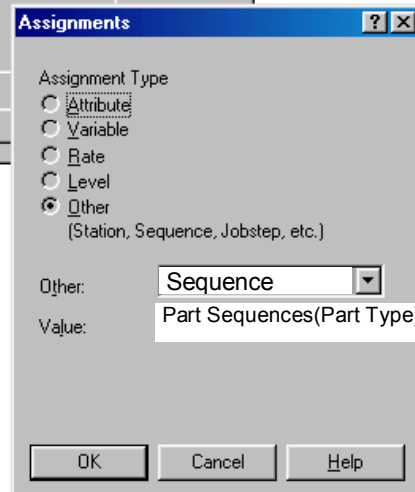 Assignments
Assignment Type
Attribute
Variable
Rate
Level
Other
(Station, Sequence, Jobstep, etc.)
Other: Sequence
Value: Part Sequences(Part Type)
OK Cancel Help